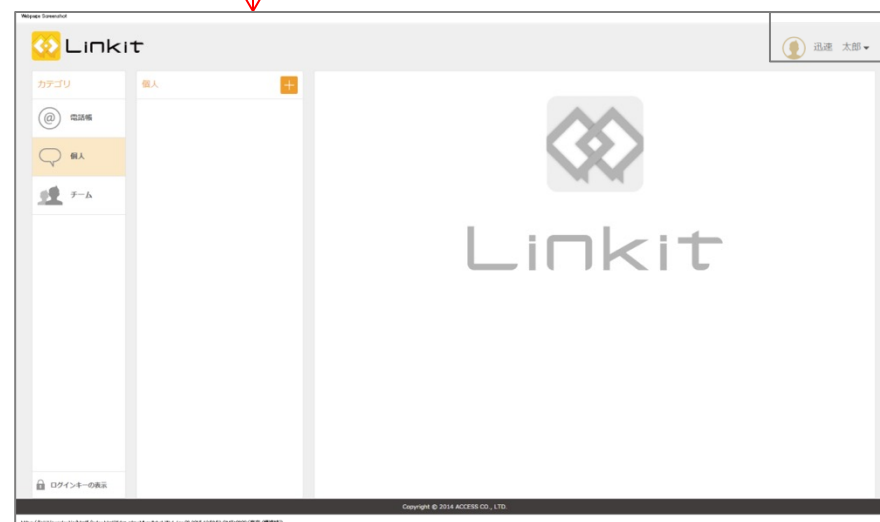 Webpage Screenshot
Linkit
迅速 太郎
カテゴリ
個人
電話帳
個人
チーム
Linkit
ログインキーの表示
Copyright © 2014 ACCESS CO., LTD.